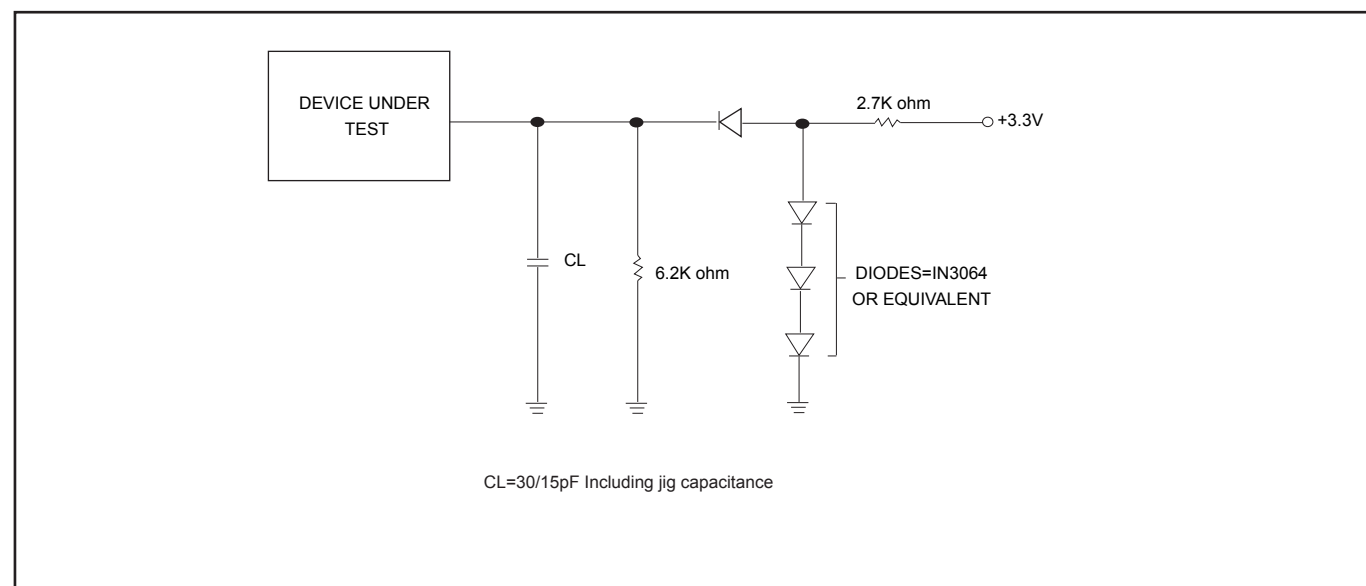 DEVICE UNDER
TEST
2.7K ohm
+3.3V
CL
6.2K ohm
DIODES=IN3064
OR EQUIVALENT
CL=30/15pF Including jig capacitance